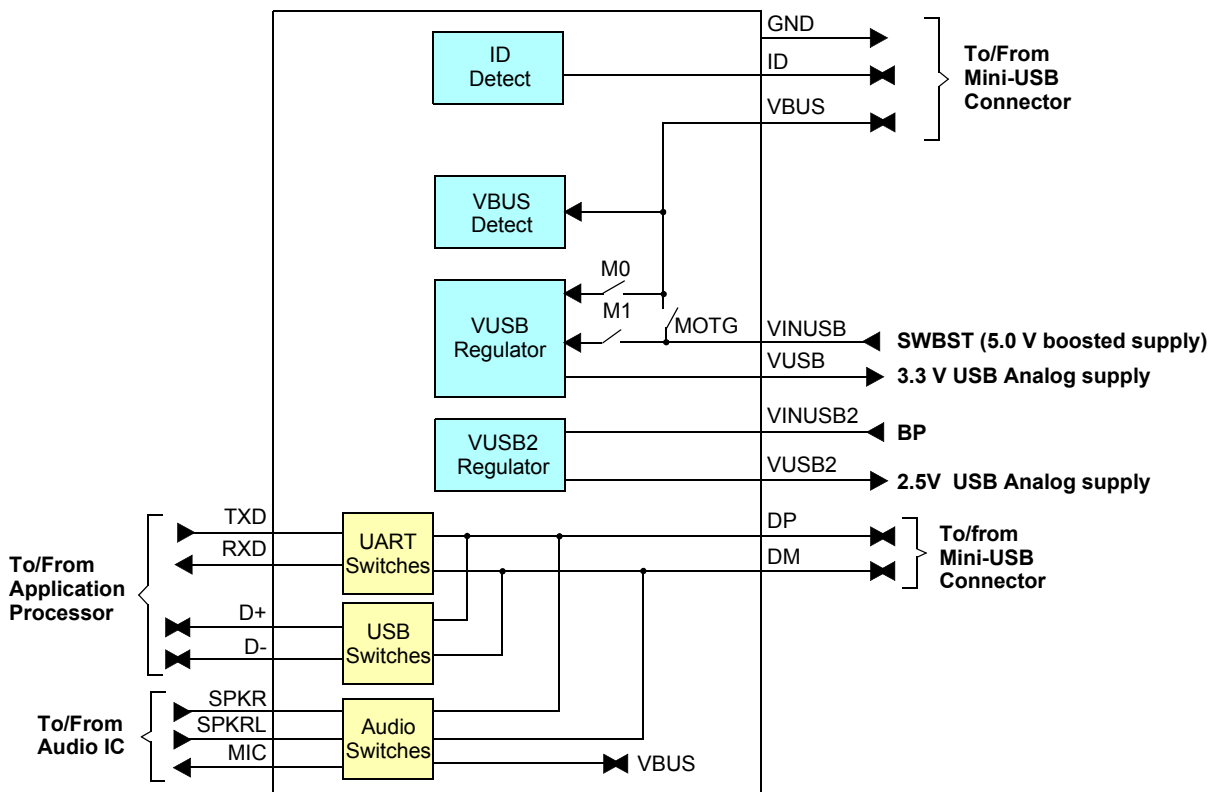 GND
ID
Detect
ID
To/From
Mini-USB
Connector
VBUS
VBUS
Detect
M0
M1
MOTG
VUSB
Regulator
VINUSB
SWBST (5.0 V boosted supply)
VUSB
3.3 V USB Analog supply
VINUSB2
BP
VUSB2
Regulator
VUSB2
2.5V USB Analog supply
TXD
RXD
UART
Switches
DP
DM
To/from
Mini-USB
Connector
To/From
Application
Processor
D+
D-
USB
Switches
SPKR
SPKRL
MIC
To/From
Audio IC
Audio
Switches
VBUS